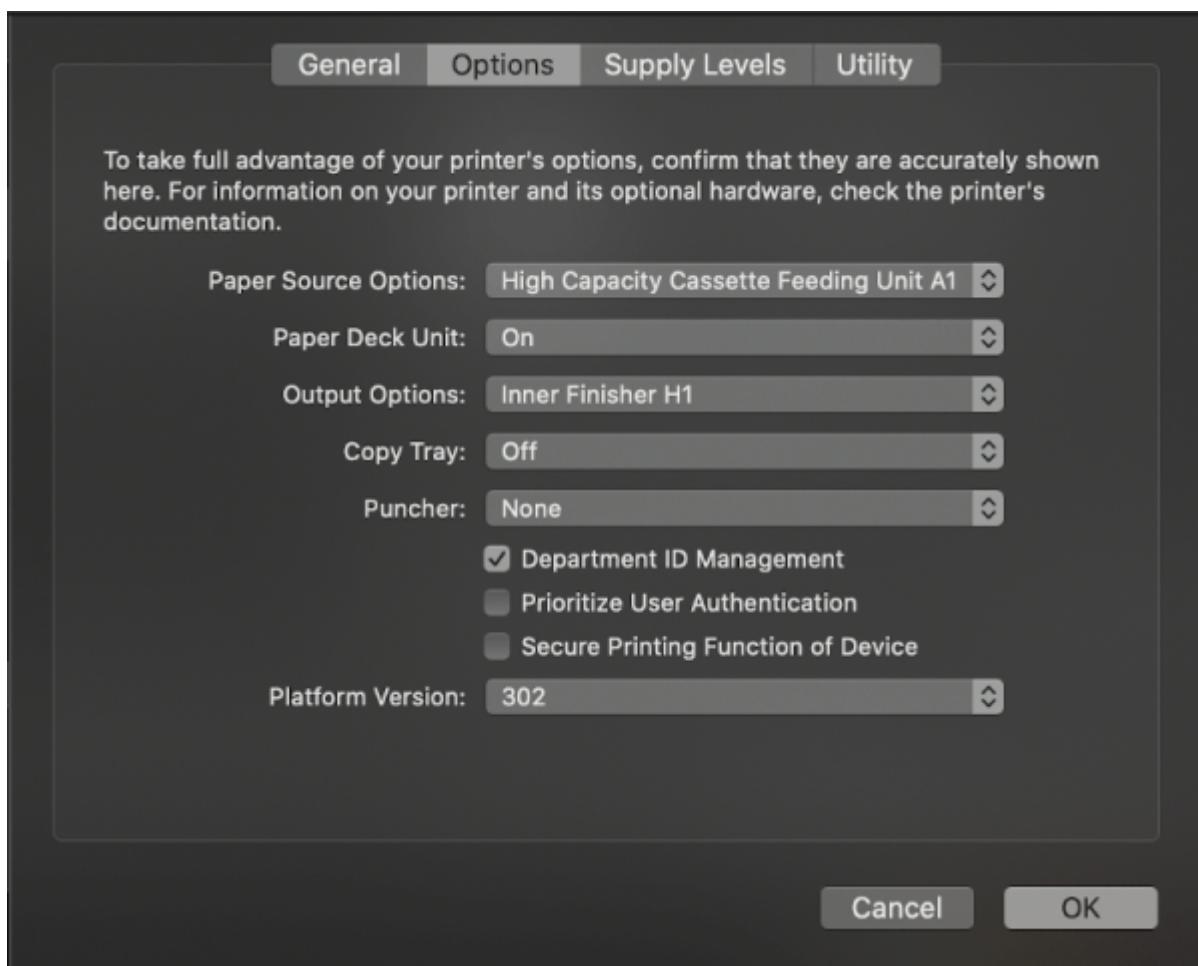 General Options Supply Levels Utility
To take full advantage of your printer's options, confirm that they are accurately shown
here. For information on your printer and its optional hardware, check the printer's
documentation.
Paper Source Options: High Capacity Cassette Feeding Unit A1
Paper Deck Unit: On
Output Options: Inner Finisher H1
Copy Tray: Off
Puncher: None
Department ID Management
Prioritize User Authentication
Secure Printing Function of Device
Platform Version: 302
Cancel OK